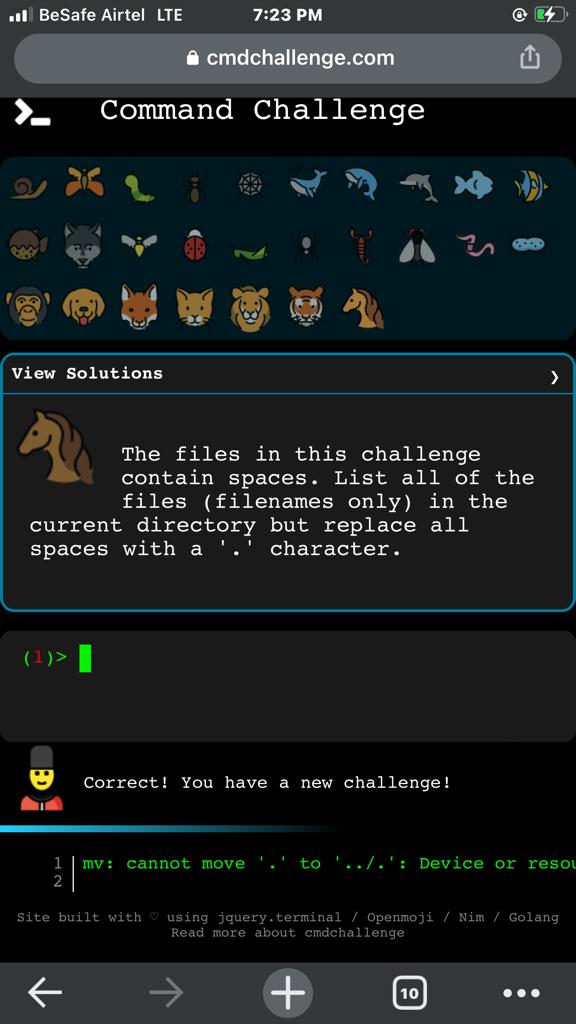 BeSafe Airtel LTE 7:23 PM
cmdchallenge.com
Command Challenge
View Solutions
The files in this challenge
contain spaces. List all of the
files (filenames only) in the
current directory but replace all
spaces with a '.' character.
(1)>
Correct! You have a new challenge!
1 mv: cannot move '.' to '../.': Device or resou
2
Site built with ♡ using jquery.terminal / Openmoji / Nim / Golang
Read more about cmdchallenge
10